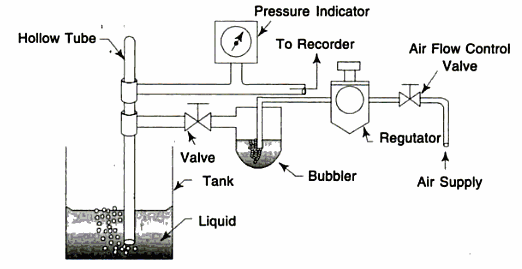 Pressure Indicator
Hollow Tube
To Recorder
Air Flow Control
Valve
Regutator
Valve
Bubbler
Air Supply
Tank
Liquid